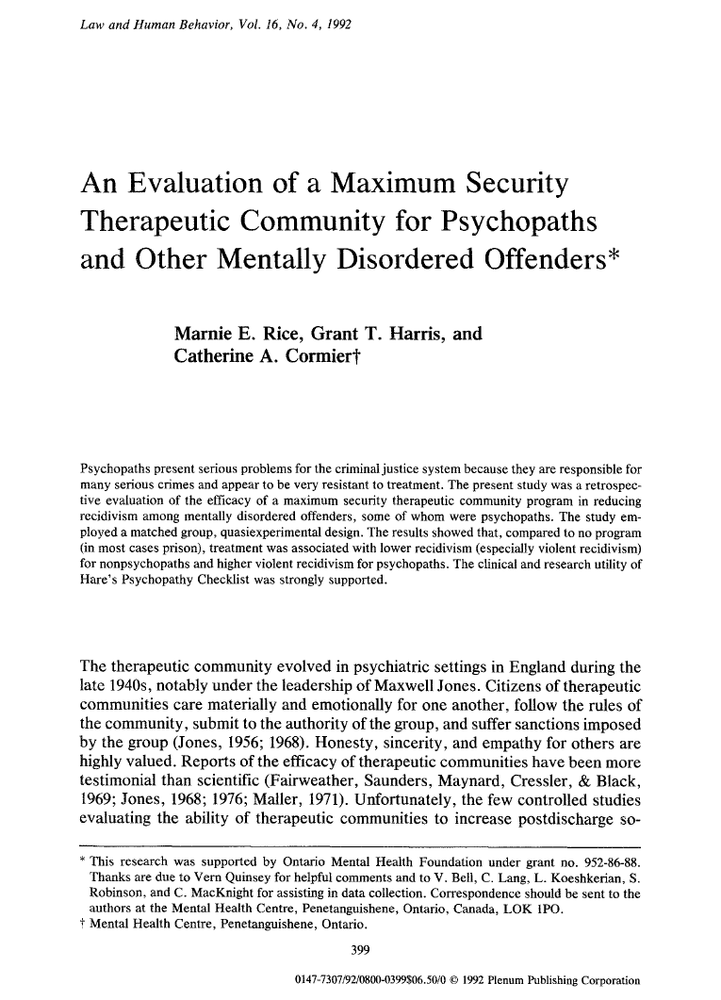 Law and Human Behavior, Vol. 16, No. 4, 1992
An Evaluation of a Maximum Security
Therapeutic Community for Psychopaths
and Other Mentally Disordered Offenders*
Marnie E. Rice, Grant T. Harris, and
Catherine A. Cormier†
Psychopaths present serious problems for the criminal justice system because they are responsible for
many serious crimes and appear to be very resistant to treatment. The present study was a retrospec-
tive evaluation of the efficacy of a maximum security therapeutic community program in reducing
recidivism among mentally disordered offenders, some of whom were psychopaths. The study em-
ployed a matched group, quasiexperimental design. The results showed that, compared to no program
(in most cases prison), treatment was associated with lower recidivism (especially violent recidivism)
for nonpsychopaths and higher violent recidivism for psychopaths. The clinical and research utility of
Hare's Psychopathy Checklist was strongly supported.
The therapeutic community evolved in psychiatric settings in England during the
late 1940s, notably under the leadership of Maxwell Jones. Citizens of therapeutic
communities care materially and emotionally for one another, follow the rules of
the community, submit to the authority of the group, and suffer sanctions imposed
by the group (Jones, 1956; 1968). Honesty, sincerity, and empathy for others are
highly valued. Reports of the efficacy of therapeutic communities have been more
testimonial than scientific (Fairweather, Saunders, Maynard, Cressler, & Black,
1969; Jones, 1968; 1976; Maller, 1971). Unfortunately, the few controlled studies
evaluating the ability of therapeutic communities to increase postdischarge so-
* This research was supported by Ontario Mental Health Foundation under grant no. 952-86-88.
Thanks are due to Vern Quinsey for helpful comments and to V. Bell, C. Lang, L. Koeshkerian, S.
Robinson, and C. MacKnight for assisting in data collection. Correspondence should be sent to the
authors at the Mental Health Centre, Penetanguishene, Ontario, Canada, LOK 1PO.
† Mental Health Centre, Penetanguishene, Ontario.
399
0147-7307/92/0800-0399$06.50/0 © 1992 Plenum Publishing Corporation